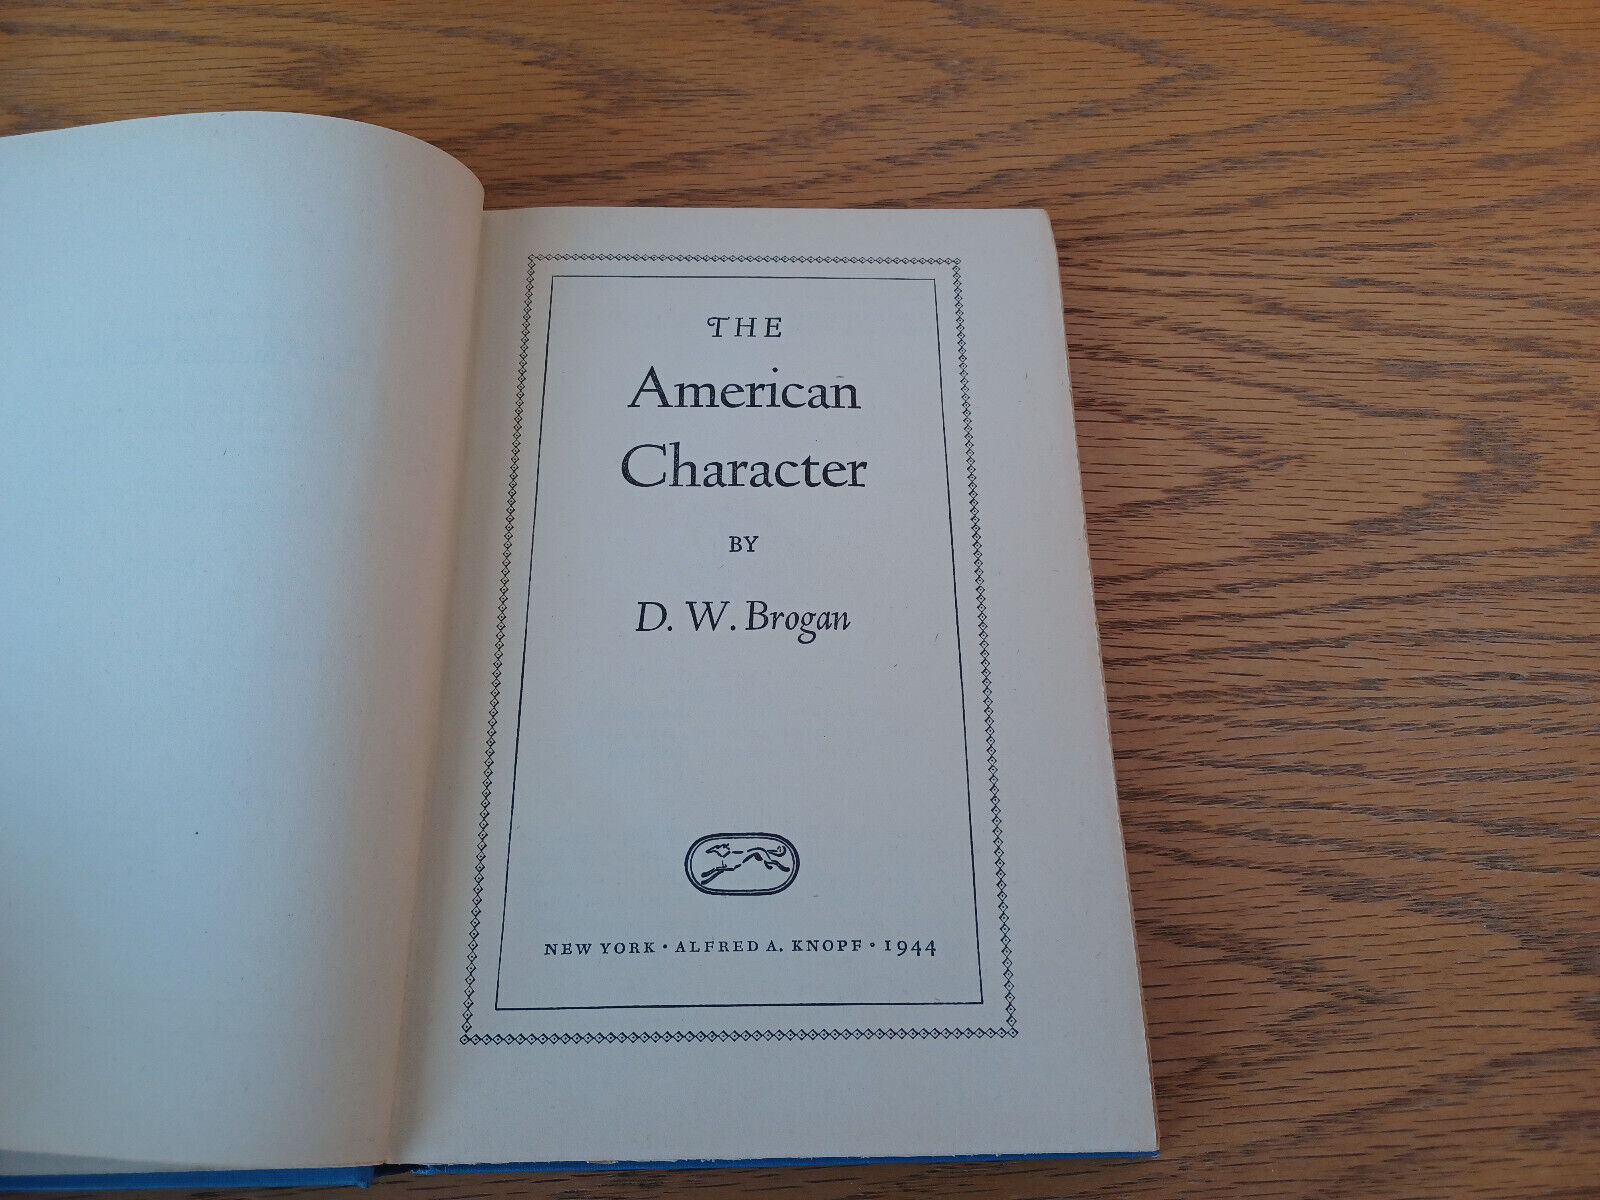 THE
American
Character
BY
D. W. Brogan
NEW YORK · ALFRED A. KNOPF · 1944